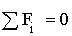 ∑ F_i = 0